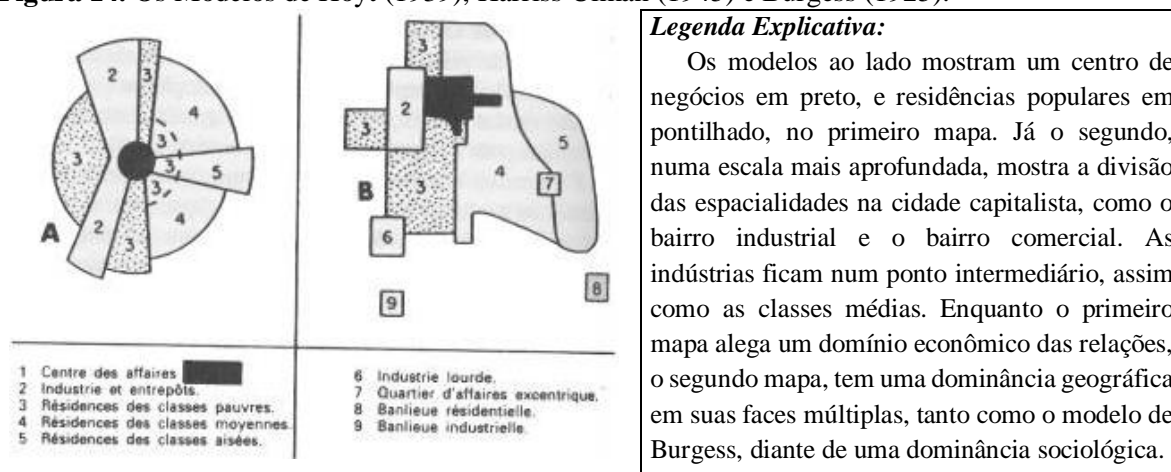 Os Modelos de Hoyt (1939), e Burgess (1925).
2
3
4
3
3
3
5
3
4
A
2
3
3
2
3
5
B
3
4
7
6
8
9
1 Centre des affaires
2 Industrie et entrepôts.
3 Résidences des classes pauvres.
4 Résidences des classes moyennes.
5 Résidences des classes aisées.
6 Industrie lourde.
7 Quartier d'affaires excentrique.
8 Banlieue résidentielle.
9 Banlieue industrielle.
Legenda Explicativa:
Os modelos ao lado mostram um centro de
negócios em preto, e residências populares em
pontilhado, no primeiro mapa. Já o segundo,
numa escala mais aprofundada, mostra a divisão
das espacialidades na cidade capitalista, como o
bairro industrial e o bairro comercial. As
indústrias ficam num ponto intermediário, assim
como as classes médias. Enquanto o primeiro
mapa alega um domínio econômico das relações,
o segundo mapa, tem uma dominância geográfica
em suas faces múltiplas, tanto como o modelo de
Burgess, diante de uma dominância sociológica.